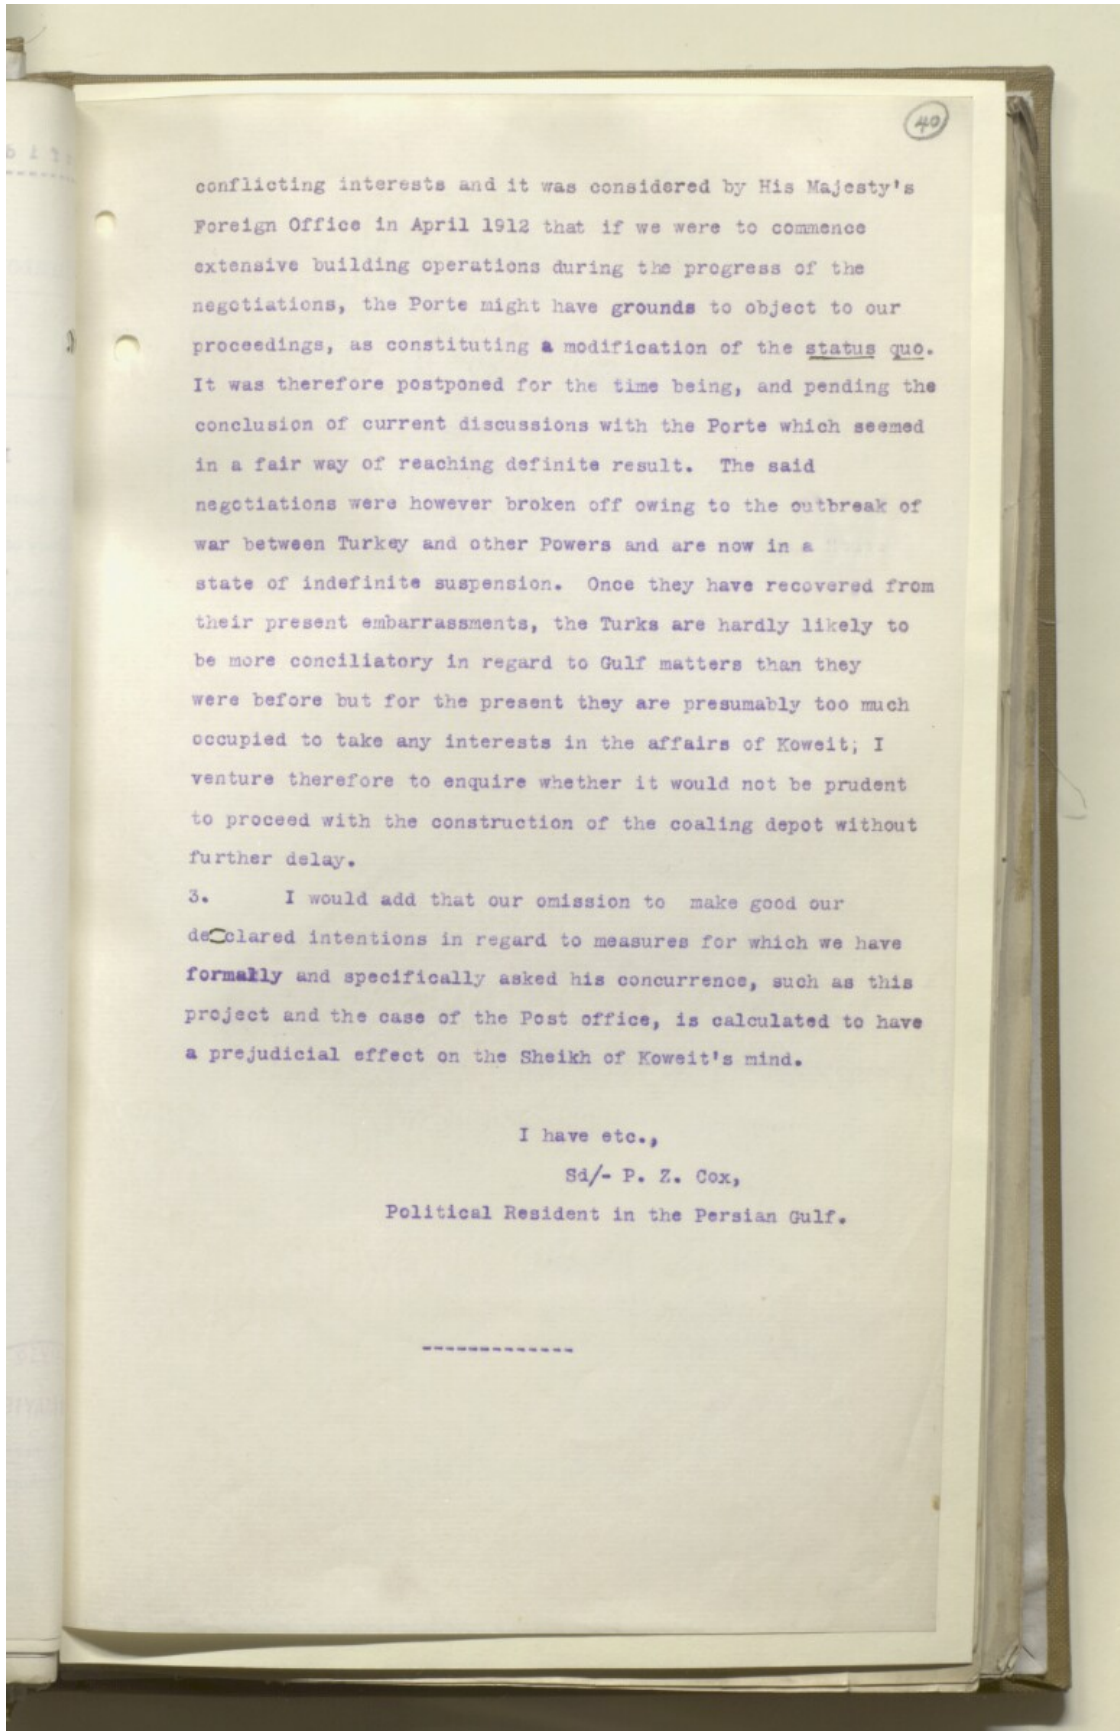 40
conflicting interests and it was considered by His Majesty's
Foreign Office in April 1912 that if we were to commence
extensive building operations during the progress of the
negotiations, the Porte might have grounds to object to our
proceedings, as constituting a modification of the status quo.
It was therefore postponed for the time being, and pending the
conclusion of current discussions with the Porte which seemed
in a fair way of reaching definite result. The said
negotiations were however broken off owing to the outbreak of
war between Turkey and other Powers and are now in a
state of indefinite suspension. Once they have recovered from
their present embarrassments, the Turks are hardly likely to
be more conciliatory in regard to Gulf matters than they
were before but for the present they are presumably too much
occupied to take any interests in the affairs of Koweit; I
venture therefore to enquire whether it would not be prudent
to proceed with the construction of the coaling depot without
further delay.
3. I would add that our omission to make good our
declared intentions in regard to measures for which we have
formally and specifically asked his concurrence, such as this
project and the case of the Post office, is calculated to have
a prejudicial effect on the Sheikh of Koweit's mind.
I have etc.,
Sd/- P. Z. Cox,
Political Resident in the Persian Gulf.
-------------